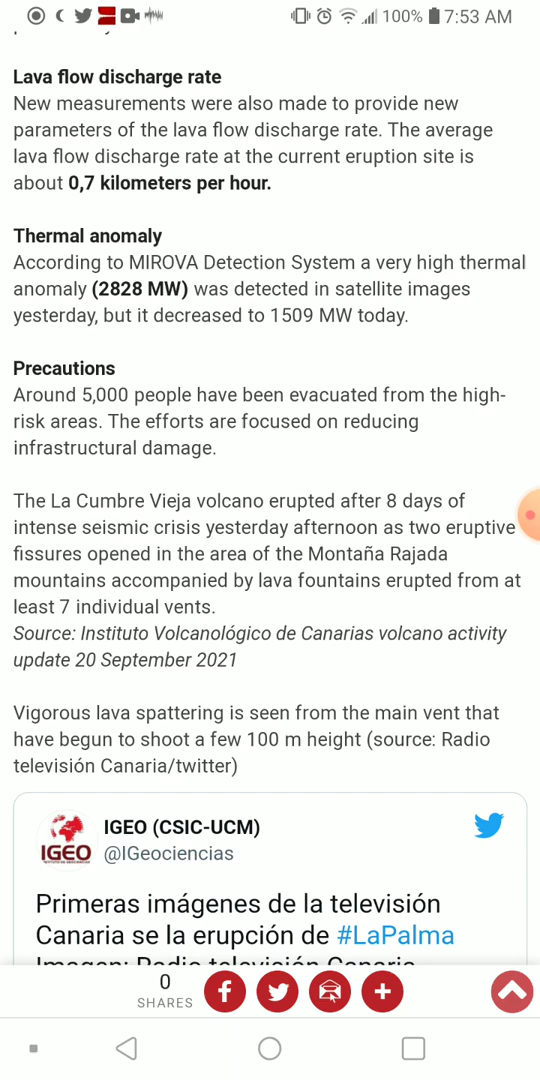 100% 7:53 AM
Lava flow discharge rate
New measurements were also made to provide new
parameters of the lava flow discharge rate. The average
lava flow discharge rate at the current eruption site is
about 0,7 kilometers per hour.
Thermal anomaly
According to MIROVA Detection System a very high thermal
anomaly (2828 MW) was detected in satellite images
yesterday, but it decreased to 1509 MW today.
Precautions
Around 5,000 people have been evacuated from the high-
risk areas. The efforts are focused on reducing
infrastructural damage.
The La Cumbre Vieja volcano erupted after 8 days of
intense seismic crisis yesterday afternoon as two eruptive
fissures opened in the area of the Montaña Rajada
mountains accompanied by lava fountains erupted from at
least 7 individual vents.
Source: Instituto Volcanológico de Canarias volcano activity
update 20 September 2021
Vigorous lava spattering is seen from the main vent that
have begun to shoot a few 100 m height (source: Radio
televisión Canaria/twitter)
IGEO
IGEO (CSIC-UCM)
@IGeociencias
Primeras imágenes de la televisión
Canaria se la erupción de #LaPalma
Imagen: Radio televisión Canaria
0
SHARES